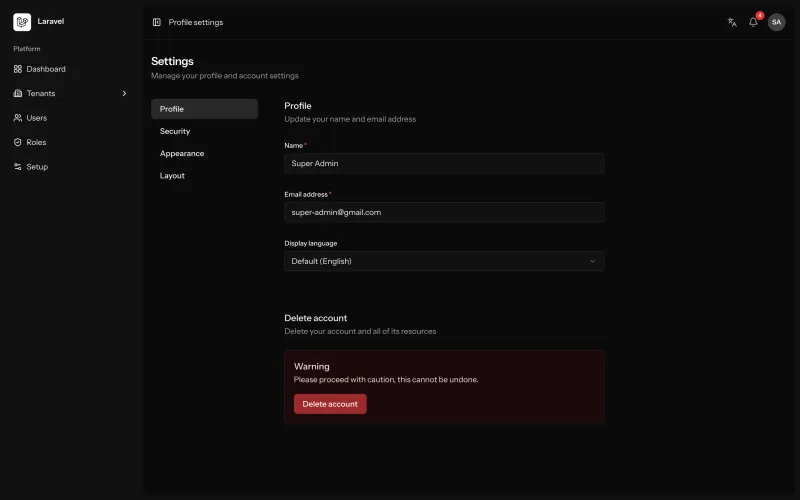 Laravel
Platform
Dashboard
Tenants
Users
Roles
Setup
Profile settings
4
SA
Settings
Manage your profile and account settings
Profile
Security
Appearance
Layout
Profile
Update your name and email address
Name *
Super Admin
Email address *
super-admin@gmail.com
Display language
Default (English)
Delete account
Delete your account and all of its resources
Warning
Please proceed with caution, this cannot be undone.
Delete account